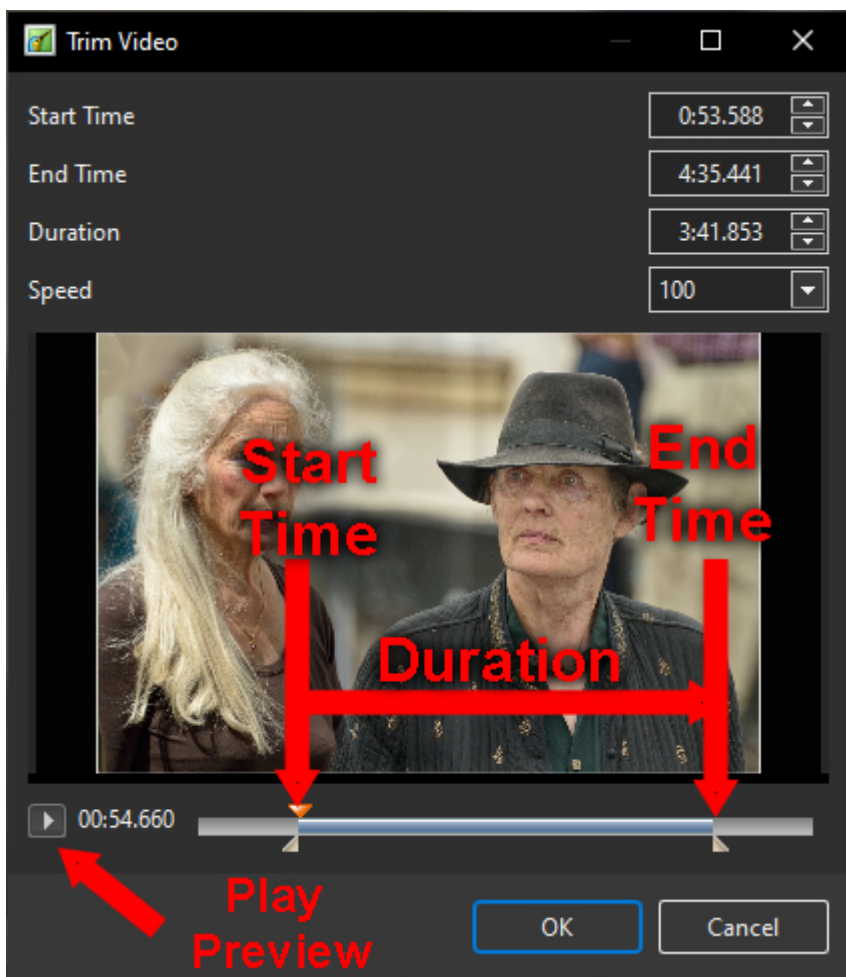 Trim Video
Start Time 0:53.588
End Time 4:35.441
Duration 3:41.853
Speed 100
Start
Time
End
Time
Duration
00:54.660
Play
Preview
OK Cancel